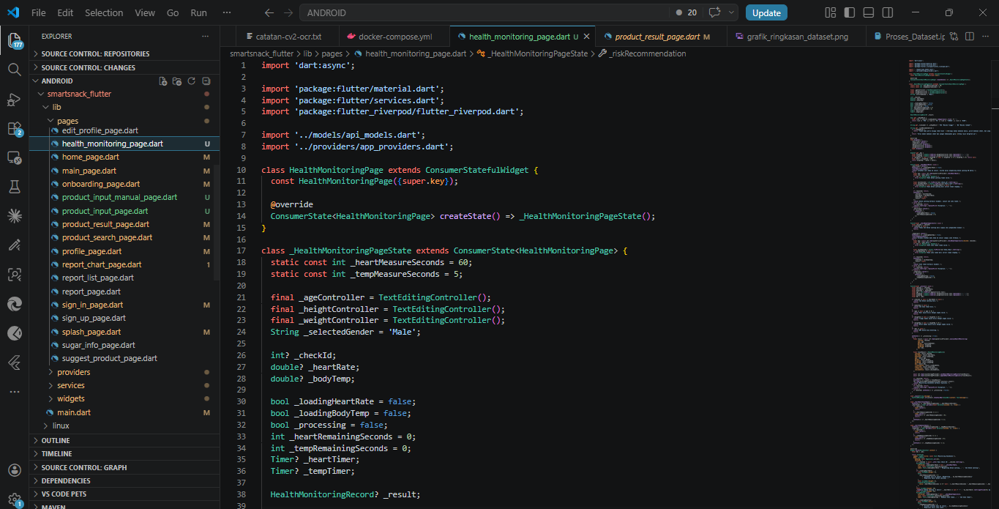 File Edit Selection View Go Run ··· ANDROID 20 Update
EXPLORER
177
2
1
SOURCE CONTROL: REPOSITORIES
SOURCE CONTROL: CHANGES
ANDROID
smartsnack_flutter
lib
pages
edit_profile_page.dart
health_monitoring_page.dart U
home_page.dart M
main_page.dart M
onboarding_page.dart M
product_input_manual_page.dart U
product_input_page.dart U
product_result_page.dart M
product_search_page.dart M
profile_page.dart M
report_chart_page.dart 1
report_list_page.dart
report_page.dart
sign_in_page.dart M
sign_up_page.dart
splash_page.dart M
sugar_info_page.dart
suggest_product_page.dart
providers
services
widgets
main.dart M
linux
OUTLINE
TIMELINE
SOURCE CONTROL: GRAPH
DEPENDENCIES
VS CODE PETS
MAVEN
catatan-cv2-ocr.txt docker-compose.yml health_monitoring_page.dart U product_result_page.dart M grafik_ringkasan_dataset.png Proses_Dataset.ip
smartsnack_flutter > lib > pages > health_monitoring_page.dart > _HealthMonitoringPageState > _riskRecommendation
1 import 'dart:async';
2
3 import 'package:flutter/material.dart';
4 import 'package:flutter/services.dart';
5 import 'package:flutter_riverpod/flutter_riverpod.dart';
6
7 import '../models/api_models.dart';
8 import '../providers/app_providers.dart';
9
10 class HealthMonitoringPage extends ConsumerStatefulWidget {
11 const HealthMonitoringPage({super.key});
12
13 @override
14 ConsumerState<HealthMonitoringPage> createState() => _HealthMonitoringPageState();
15 }
16
17 class _HealthMonitoringPageState extends ConsumerState<HealthMonitoringPage> {
18 static const int _heartMeasureSeconds = 60;
19 static const int _tempMeasureSeconds = 5;
20
21 final _ageController = TextEditingController();
22 final _heightController = TextEditingController();
23 final _weightController = TextEditingController();
24 String _selectedGender = 'Male';
25
26 int? _checkId;
27 double? _heartRate;
28 double? _bodyTemp;
29
30 bool _loadingHeartRate = false;
31 bool _loadingBodyTemp = false;
32 bool _processing = false;
33 int _heartRemainingSeconds = 0;
34 int _tempRemainingSeconds = 0;
35 Timer? _heartTimer;
36 Timer? _tempTimer;
37
38 HealthMonitoringRecord? _result;
39